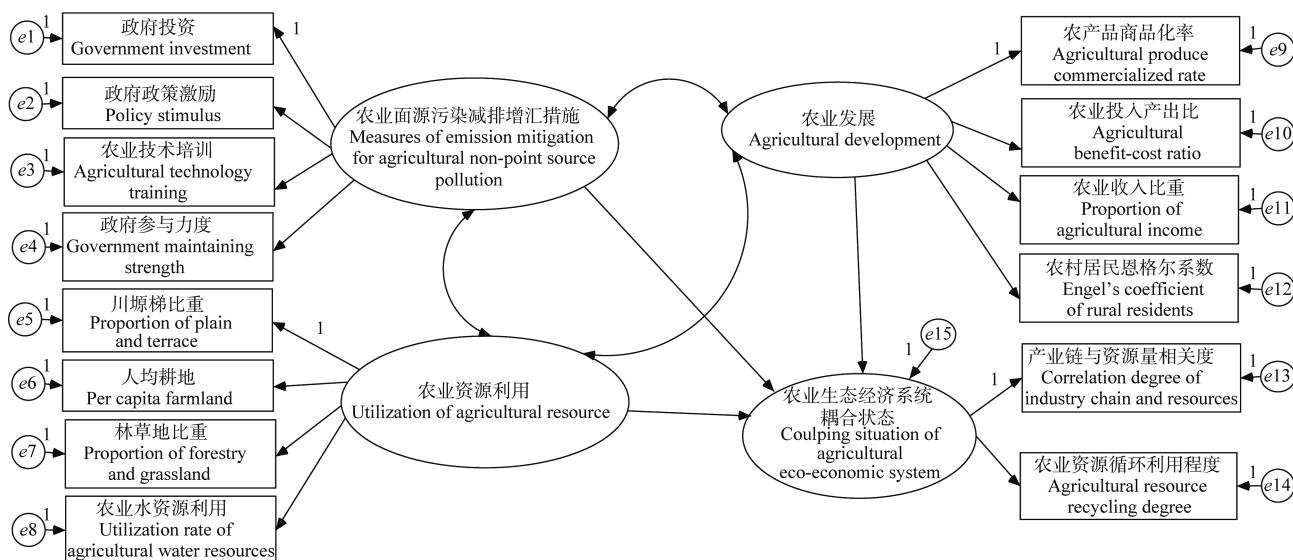 e1
1
政府投资
Government investment
1
e2
1
政府政策激励
Policy stimulus
e3
1
农业技术培训
Agricultural technology
training
e4
1
政府参与力度
Government maintaining
strength
e5
1
川塬梯比重
Proportion of plain
and terrace
1
e6
1
人均耕地
Per capita farmland
e7
1
林草地比重
Proportion of forestry
and grassland
e8
1
农业水资源利用
Utilization rate of
agricultural water resources
农业面源污染减排增汇措施
Measures of emission mitigation
for agricultural non-point source
pollution
农业资源利用
Utilization of agricultural resource
农业发展
Agricultural development
e15
1
农业生态经济系统
耦合状态
Coulping situation of
agricultural
eco-economic system
1
农产品商品化率
Agricultural produce
commercialized rate
1
e9
农业投入产出比
Agricultural
benefit-cost ratio
1
e10
农业收入比重
Proportion of
agricultural income
1
e11
农村居民恩格尔系数
Engel's coefficient
of rural residents
1
e12
1
产业链与资源量相关度
Correlation degree of
industry chain and resources
1
e13
农业资源循环利用程度
Agricultural resource
recycling degree
1
e14